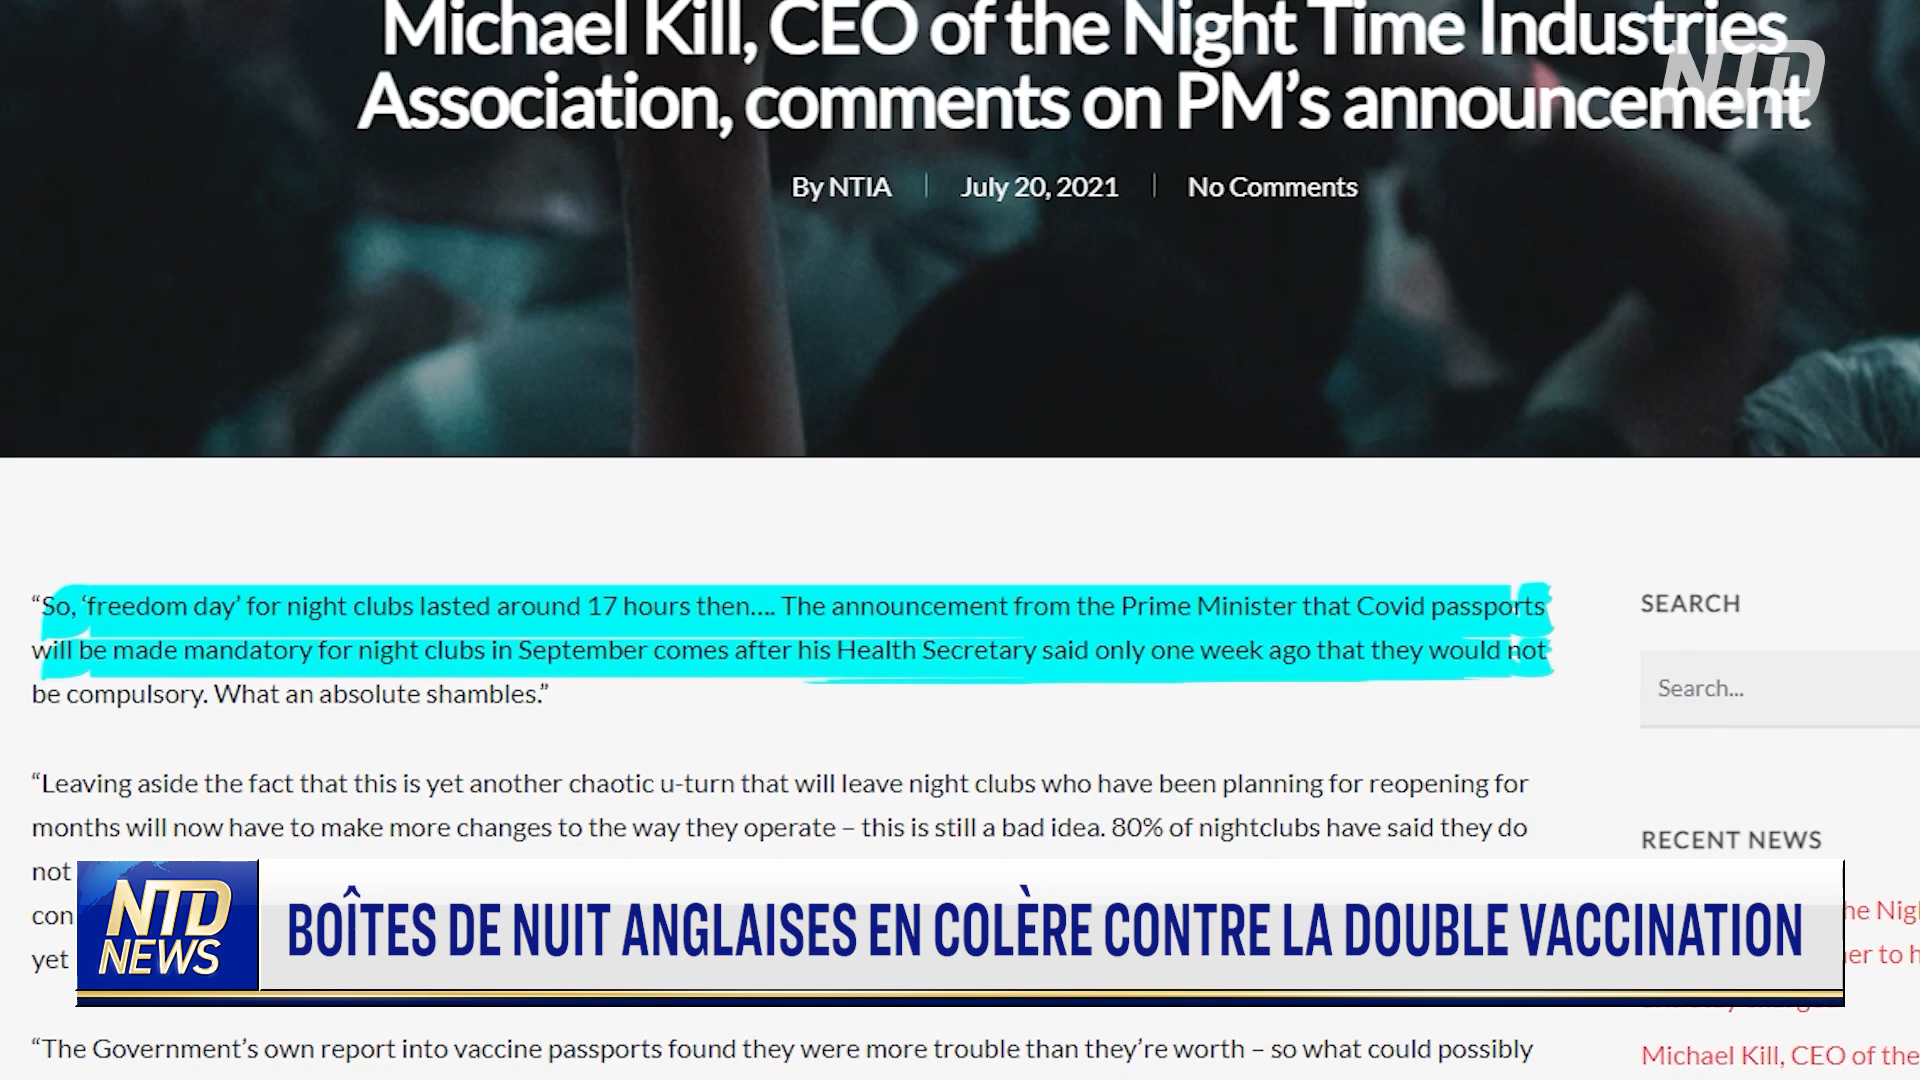 Michael Kill, CEO of the Night Time Industries
Association, comments on PM’s announcement
NTD
By NTIA | July 20, 2021 | No Comments
“So, ‘freedom day’ for night clubs lasted around 17 hours then…. The announcement from the Prime Minister that Covid passports
will be made mandatory for night clubs in September comes after his Health Secretary said only one week ago that they would not
be compulsory. What an absolute shambles.”
“Leaving aside the fact that this is yet another chaotic u-turn that will leave night clubs who have been planning for reopening for
months will now have to make more changes to the way they operate – this is still a bad idea. 80% of nightclubs have said they do
not
con
yet
“The Government’s own report into vaccine passports found they were more trouble than they’re worth – so what could possibly
SEARCH
Search...
RECENT NEWS
he Nigh
er to h
Michael Kill, CEO of the
NTD
NEWS
BOÎTES DE NUIT ANGLAISES EN COLÈRE CONTRE LA DOUBLE VACCINATION